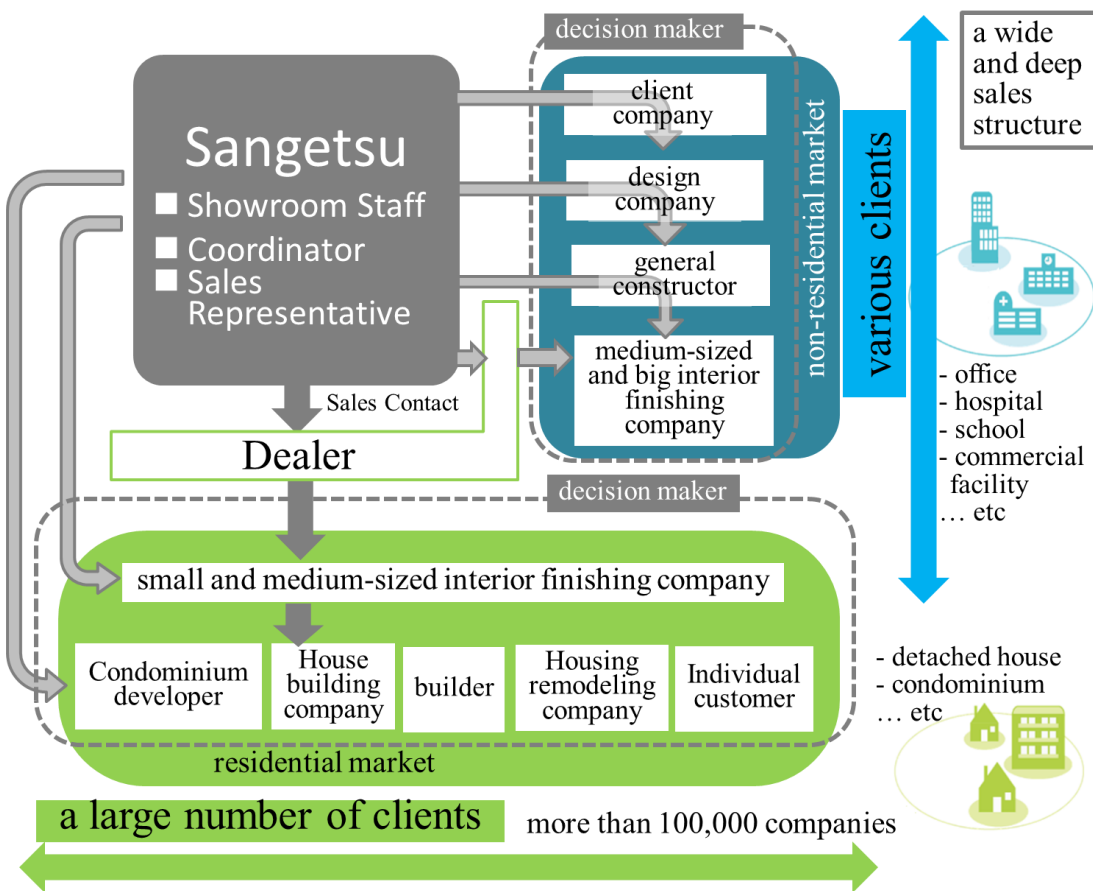 decision maker
a wide
and deep
sales
structure
Sangetsu
Showroom Staff
Coordinator
Sales
Representative
client
company
design
company
general
constructor
medium-sized
and big interior
finishing
company
non-residential market
various clients
- office
- hospital
- school
- commercial
facility
... etc
Sales Contact
Dealer
decision maker
small and medium-sized interior finishing company
Condominium
developer
House
building
company
builder
Housing
remodeling
company
Individual
customer
residential market
- detached house
- condominium
... etc
a large number of clients
more than 100,000 companies